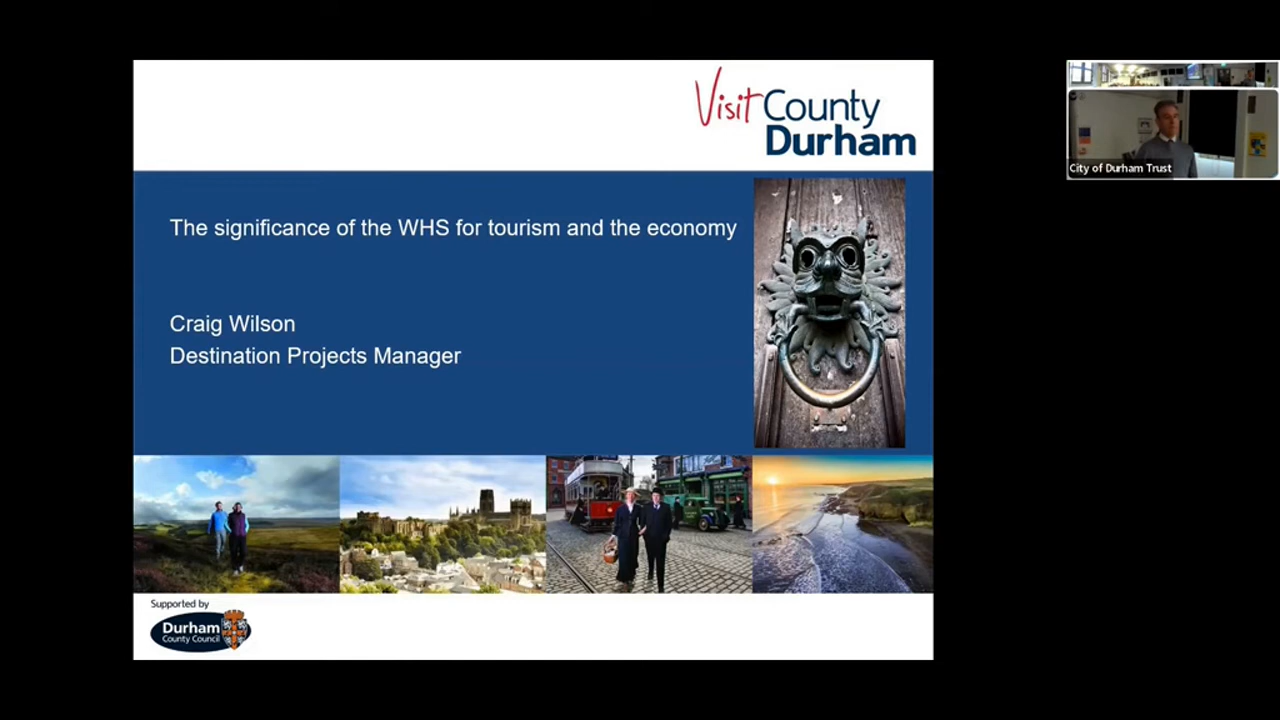 Visit County
Durham
The significance of the WHS for tourism and the economy
Craig Wilson
Destination Projects Manager
Supported by
Durham
County Council
City of Durham Trust